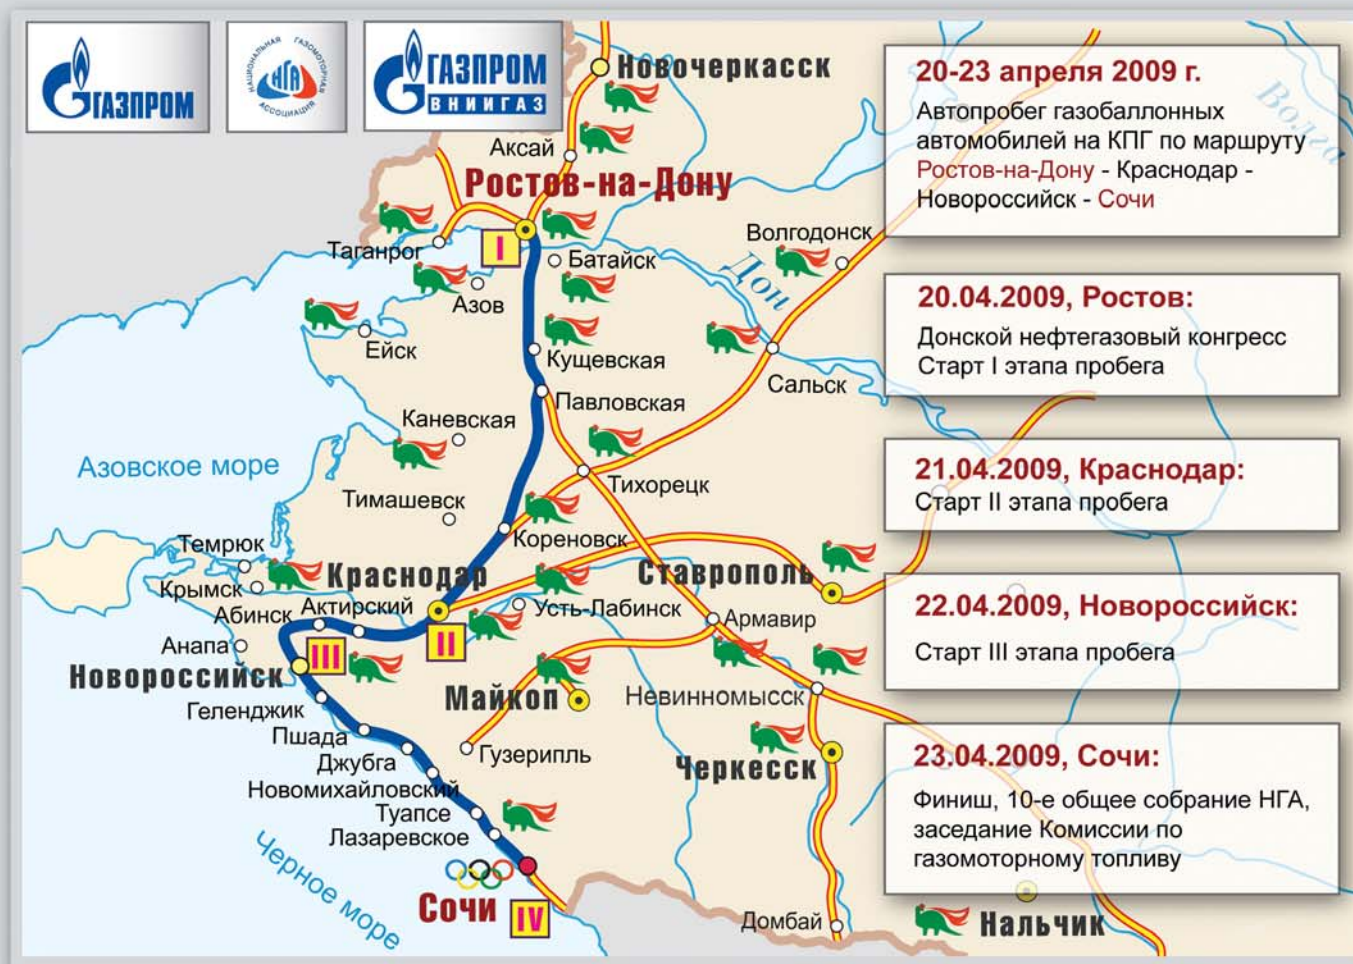 ГАЗПРОМ
НАЦИОНАЛЬНАЯ ГАЗОМОТОРНАЯ
НГА
АССОЦИАЦИЯ
ГАЗПРОМ
ВНИИГАЗ
Новочеркасск
Аксай
Ростов-на-Дону
Таганрог
I
Батайск
Азов
Волгодонск
Дон
Волга
Ейск
Кущевская
Сальск
Павловская
Каневская
Азовское море
Тихорецк
Тимашевск
Кореновск
Темрюк
Крымск
Краснодар
Ставрополь
Абинск
Актирский
Усть-Лабинск
Армавир
Анапа
III
II
Новороссийск
Майкоп
Невинномысск
Геленджик
Пшада
Гузерипль
Джубга
Черкесск
Новомихайловский
Туапсе
Лазаревское
Черное море
Сочи
IV
Домбай
Нальчик
20-23 апреля 2009 г.
Автопробег газобаллонных
автомобилей на КПГ по маршруту
Ростов-на-Дону - Краснодар -
Новороссийск - Сочи
20.04.2009, Ростов:
Донской нефтегазовый конгресс
Старт I этапа пробега
21.04.2009, Краснодар:
Старт II этапа пробега
22.04.2009, Новороссийск:
Старт III этапа пробега
23.04.2009, Сочи:
Финиш, 10-е общее собрание НГА,
заседание Комиссии по
газомоторному топливу